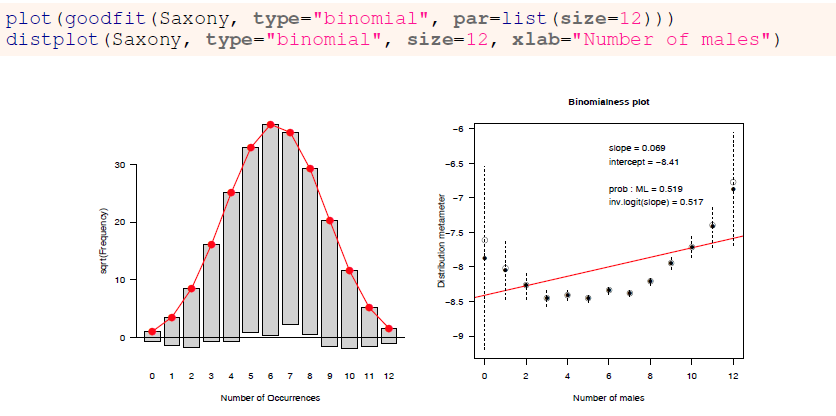 plot(goodfit(Saxony, type="binomial", par=list(size=12)))
distplot(Saxony, type="binomial", size=12, xlab="Number of males")
sqrt(Frequency)
30
20
10
0
0 1 2 3 4 5 6 7 8 9 10 11 12
Number of Occurrences
Binomialness plot
Distribution metameter
−6
−6.5
−7
−7.5
−8
−8.5
−9
slope = 0.069
intercept = −8.41
prob : ML = 0.519
inv.logit(slope) = 0.517
0 2 4 6 8 10 12
Number of males